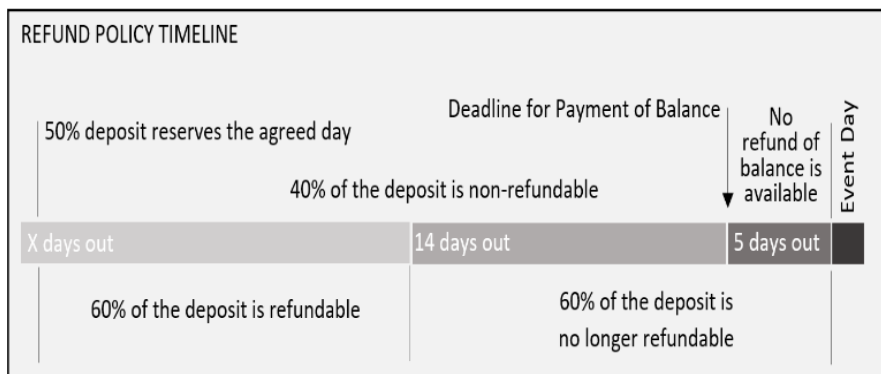 REFUND POLICY TIMELINE
Deadline for Payment of Balance
No
refund of
balance is
available
Event Day
50% deposit reserves the agreed day
40% of the deposit is non-refundable
X days out
14 days out
5 days out
60% of the deposit is refundable
60% of the deposit is
no longer refundable